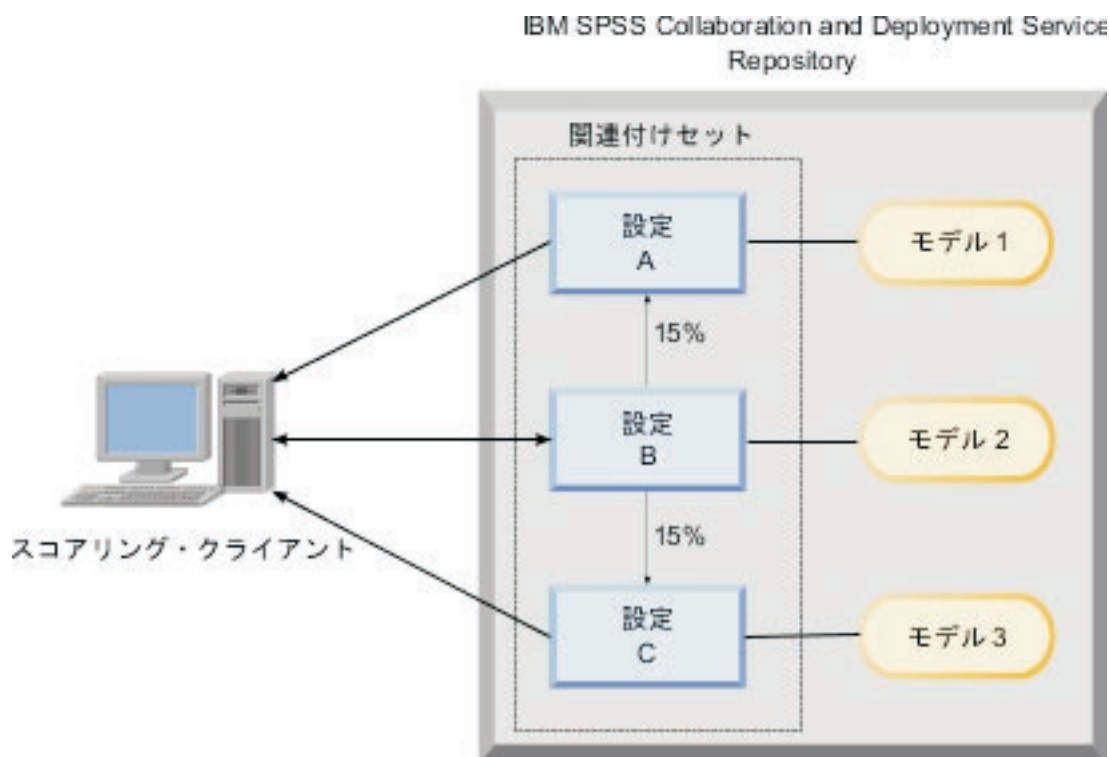 IBM SPSS Collaboration and Deployment Service
Repository
関連付けセット
設定
A
モデル 1
15%
設定
B
モデル 2
スコアリング・クライアント
15%
設定
C
モデル 3